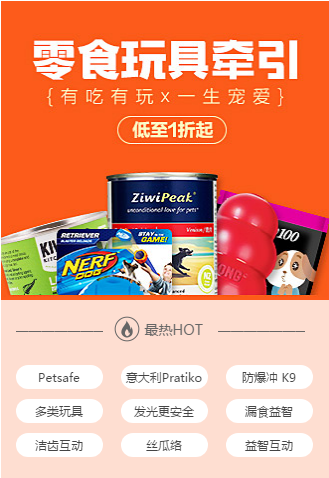 零食玩具牵引
{有吃有玩x一生宠爱}
低至1折起
ZiwiPeak
unconditional love for pets
RETRIEVER
STAY IN THE GAME!
NERF
DOG
KONG
100
最热HOT
Petsafe
意大利Pratiko
防爆冲 K9
多类玩具
发光更安全
漏食益智
洁齿互动
丝瓜络
益智互动